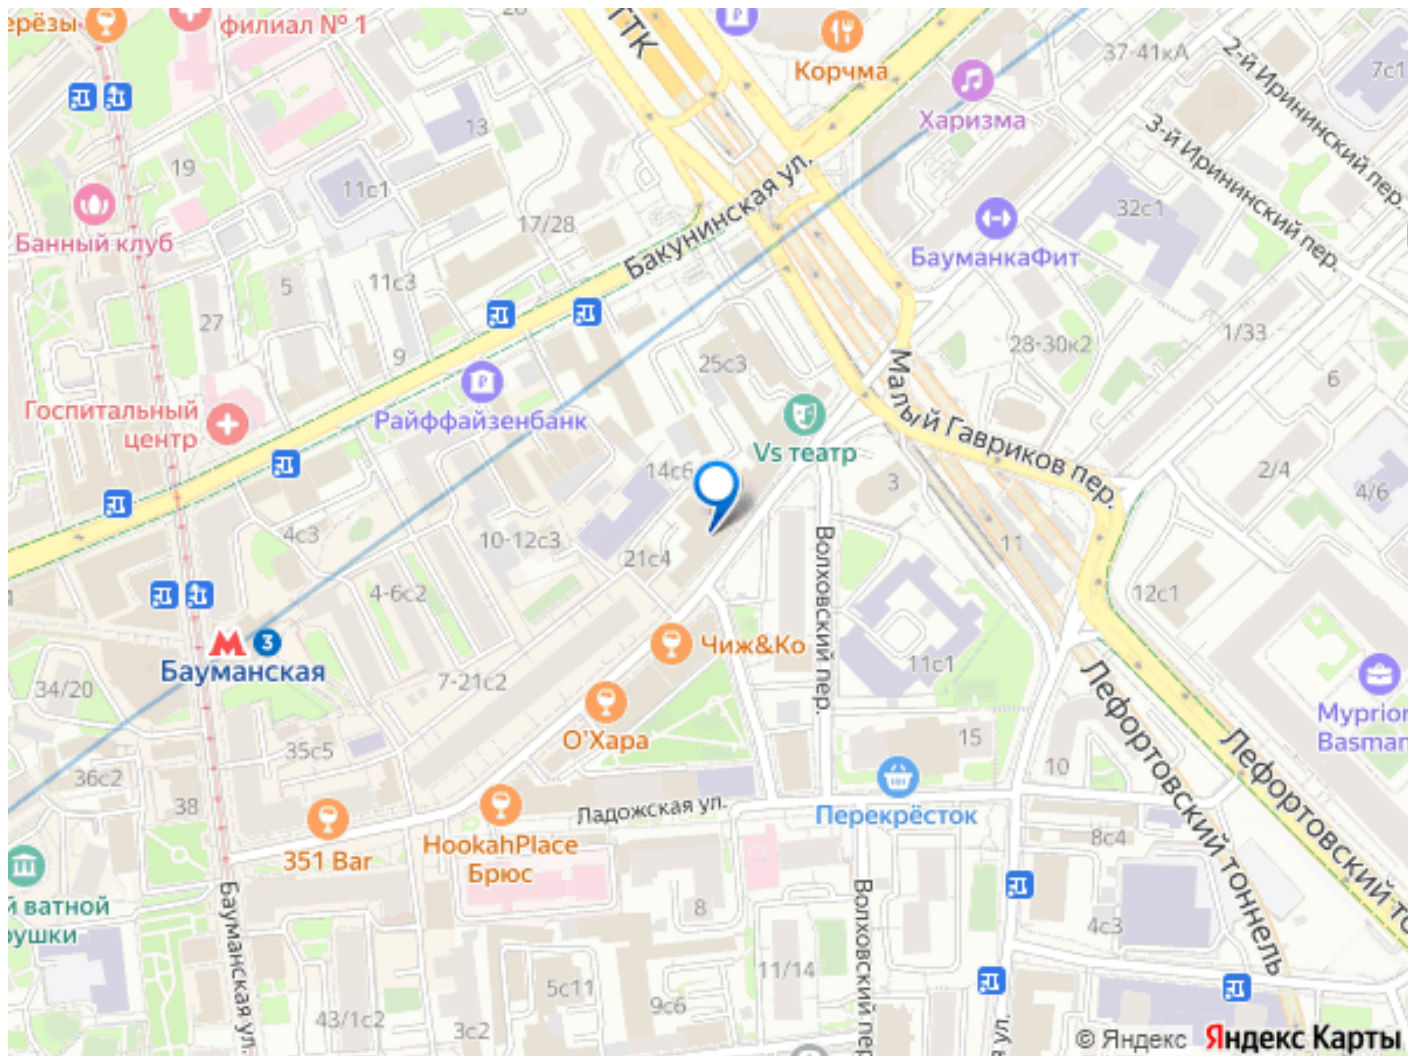 ерёзы
филиал № 1
26
ТТК
Корчма
37-41кА
2-й Ирининский пер.
7с1
Харизма
3-й Ирининский пер.
13
19
11с1
Бакунинская ул.
32с1
17/28
Банный клуб
БауманкаФит
5
11с3
27
1/33
28-30к2
9
25с3
Малый Гавриков пер.
6
Госпитальный
центр
Райффайзенбанк
Vs театр
14с6
3
2/4
4/6
4с3
10-12с3
21с4
Волховский пер.
11
4-6с2
12с1
М 3
Бауманская
Чиж&Ко
11с1
34/20
7-21с2
Лефортовский тоннель
О'Хара
Myprior
Basman
35с5
15
36с2
10
Лефортовский то
38
Ладожская ул.
Перекрёсток
351 Bar
HookahPlace
Брюс
8с4
й ватной
рушки
Бауманская ул.
8
Волховский пер
4с3
11/14
5с11
9с6
43/1с2
3с2
© Яндекс Яндекс Карты